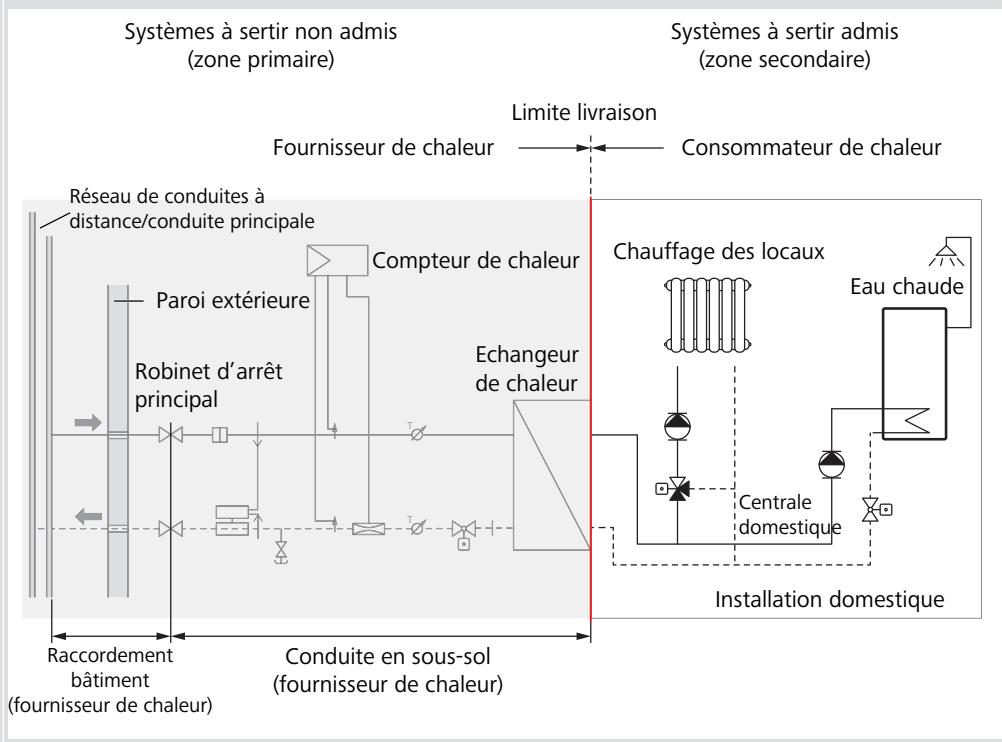 Systèmes à sertir non admis
(zone primaire)
Systèmes à sertir admis
(zone secondaire)
Limite livraison
Fournisseur de chaleur
Consommateur de chaleur
Réseau de conduites à
distance/conduite principale
Compteur de chaleur
Chauffage des locaux
Eau chaude
Paroi extérieure
Robinet d'arrêt
principal
Echangeur
de chaleur
T
T
Centrale
domestique
Installation domestique
Raccordement
bâtiment
(fournisseur de chaleur)
Conduite en sous-sol
(fournisseur de chaleur)